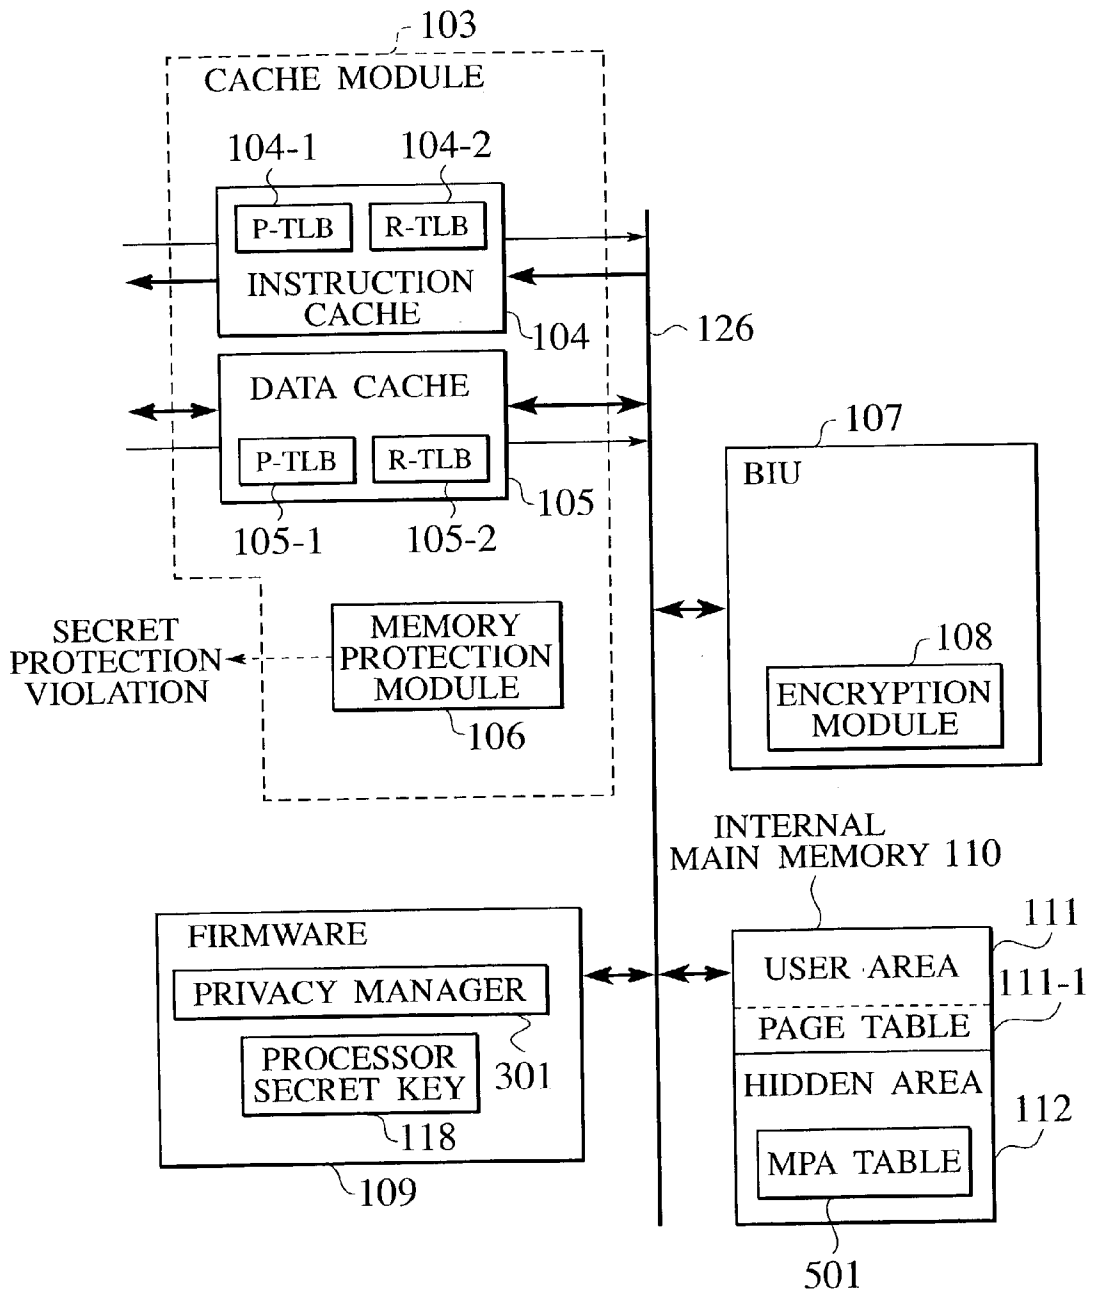 103
CACHE MODULE
104-1
104-2
P-TLB
R-TLB
INSTRUCTION
CACHE
104
126
DATA CACHE
P-TLB
R-TLB
105
105-1
105-2
107
BIU
108
ENCRYPTION
MODULE
SECRET
PROTECTION
VIOLATION
MEMORY
PROTECTION
MODULE
106
INTERNAL
MAIN MEMORY 110
FIRMWARE
PRIVACY MANAGER
301
PROCESSOR
SECRET KEY
118
109
111
USER AREA
111-1
PAGE TABLE
HIDDEN AREA
112
MPA TABLE
501